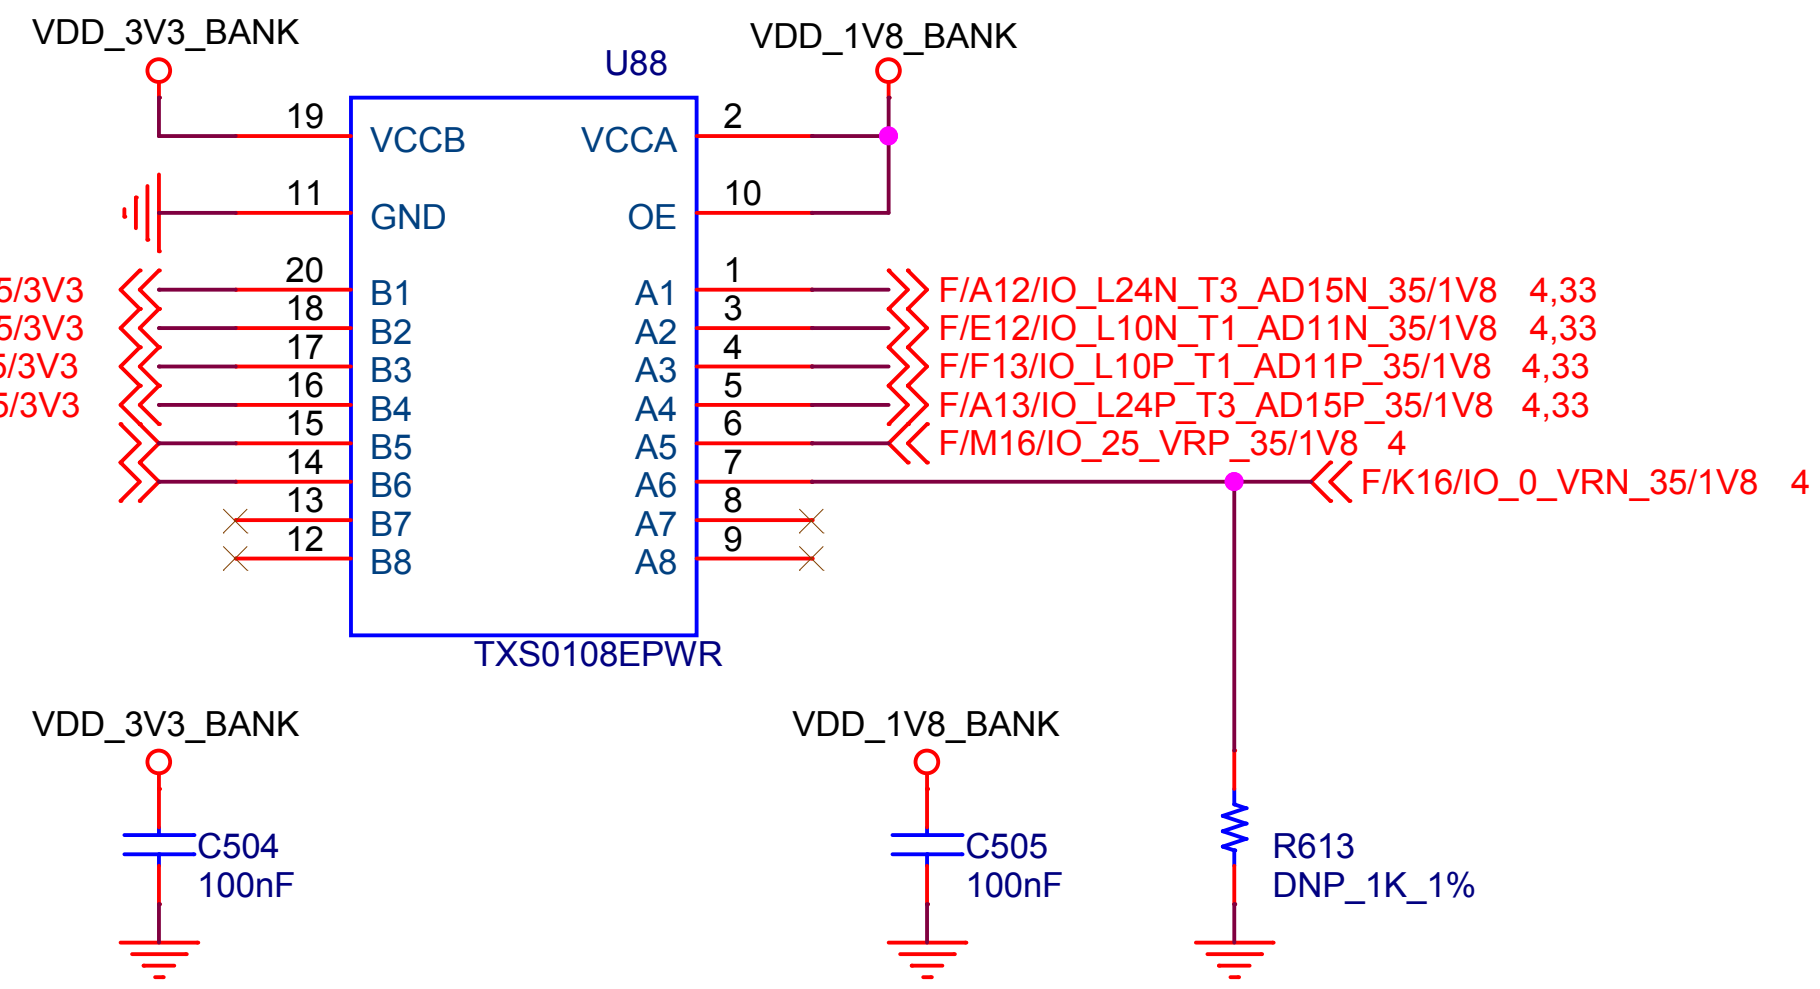 VDD_3V3_BANK
VDD_1V8_BANK
U88
19 VCCB VCCA 2
11 GND OE 10
5/3V3 20 B1 A1 1 F/A12/IO_L24N_T3_AD15N_35/1V8 4,33
5/3V3 18 B2 A2 3 F/E12/IO_L10N_T1_AD11N_35/1V8 4,33
5/3V3 17 B3 A3 4 F/F13/IO_L10P_T1_AD11P_35/1V8 4,33
5/3V3 16 B4 A4 5 F/A13/IO_L24P_T3_AD15P_35/1V8 4,33
15 B5 A5 6 F/M16/IO_25_VRP_35/1V8 4
14 B6 A6 7 F/K16/IO_0_VRN_35/1V8 4
13 B7 A7 8
12 B8 A8 9
TXS0108EPWR
VDD_3V3_BANK
VDD_1V8_BANK
C504
100nF
C505
100nF
R613
DNP_1K_1%